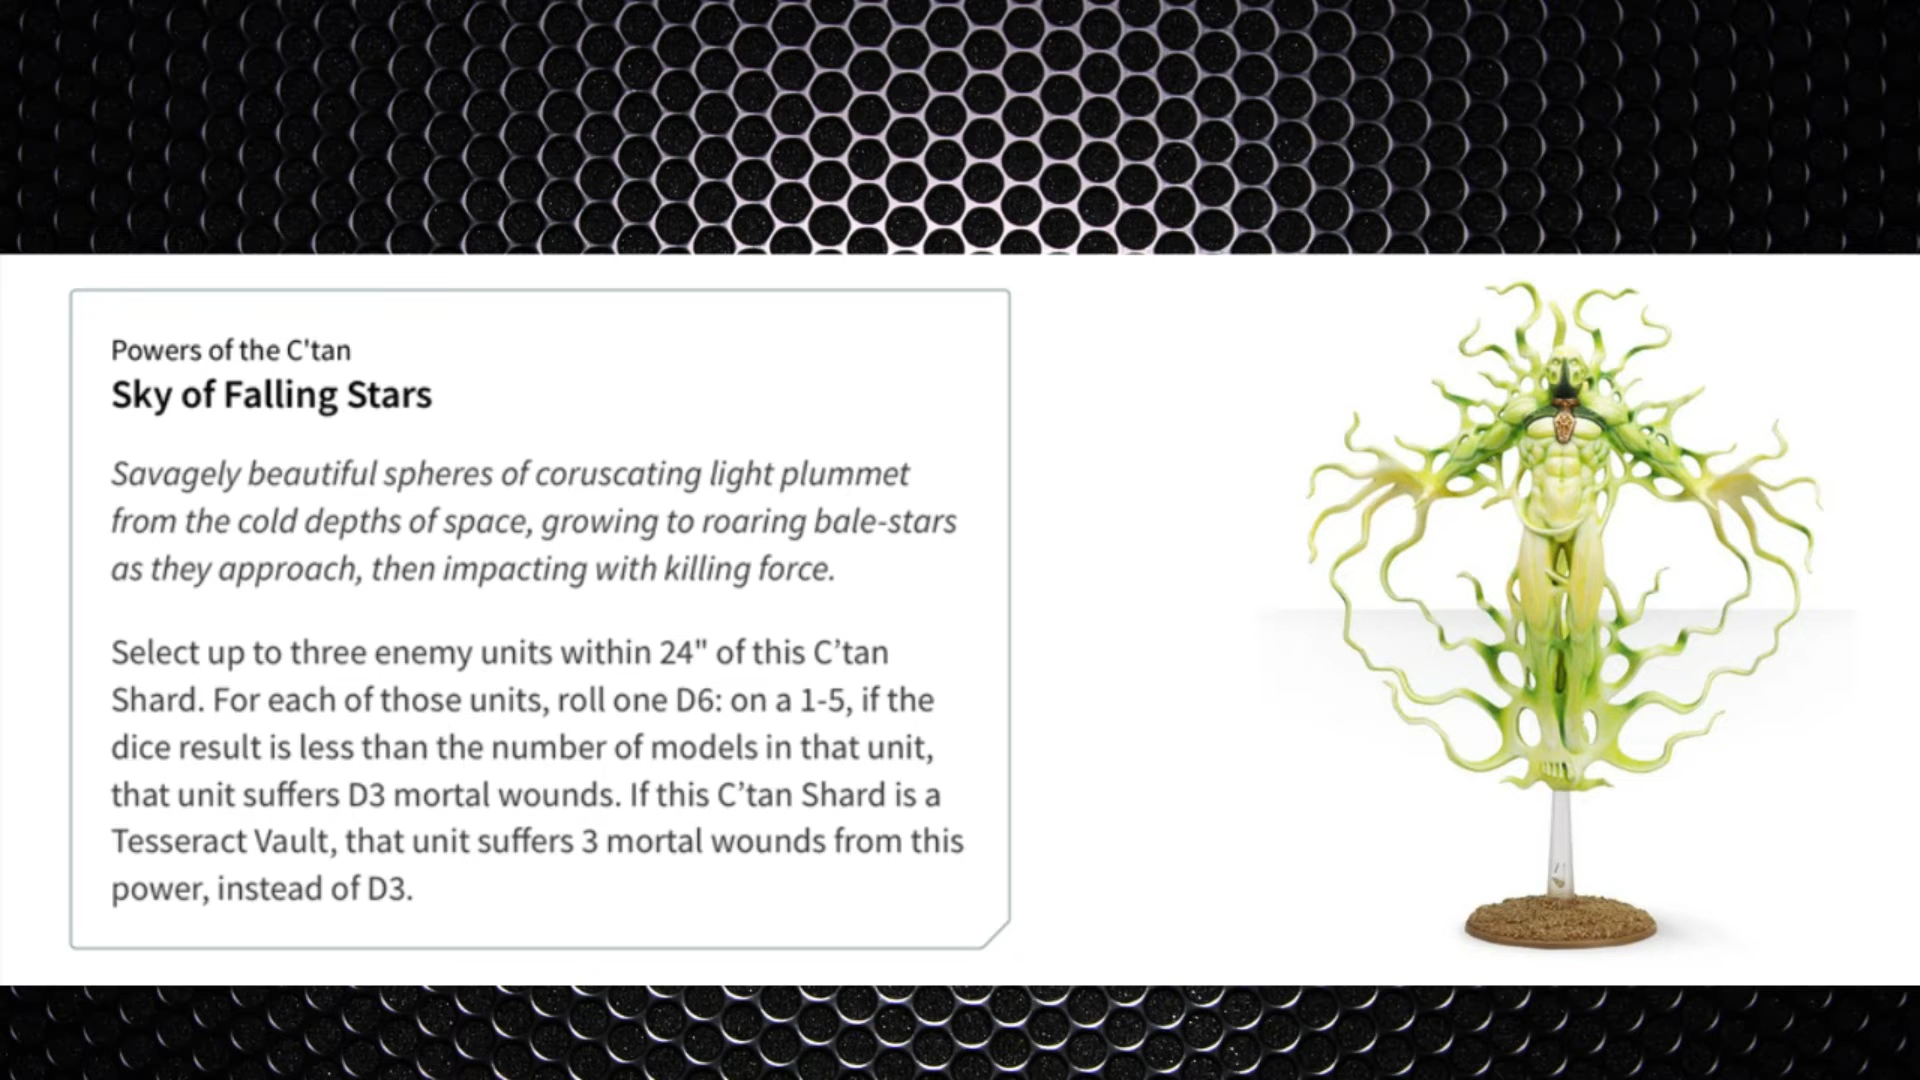 Powers of the C'tan
Sky of Falling Stars
Savagely beautiful spheres of coruscating light plummet
from the cold depths of space, growing to roaring bale-stars
as they approach, then impacting with killing force.
Select up to three enemy units within 24" of this C’tan
Shard. For each of those units, roll one D6: on a 1-5, if the
dice result is less than the number of models in that unit,
that unit suffers D3 mortal wounds. If this C’tan Shard is a
Tesseract Vault, that unit suffers 3 mortal wounds from this
power, instead of D3.